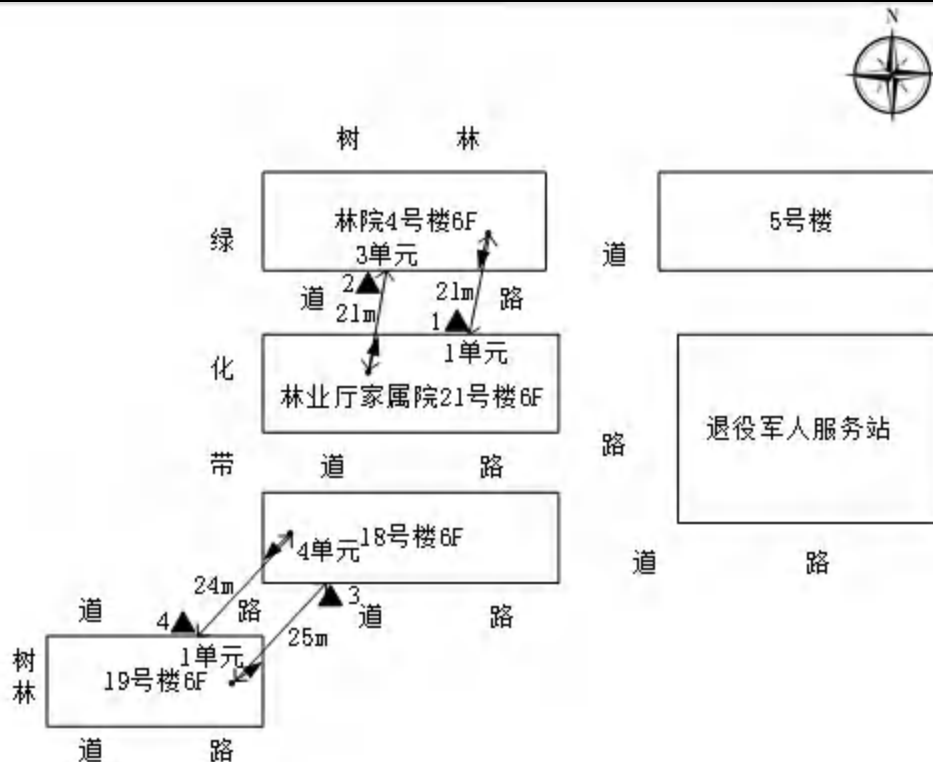 N
树 林
林院4号楼6F
5号楼
绿
3单元
道
2
道
21m
路
21m
1
1单元
化
林业厅家属院21号楼6F
退役军人服务站
路
带
道
路
18号楼6F
4单元
道
路
24m
道
路
3
道
路
4
25m
1单元
树林
19号楼6F
道
路